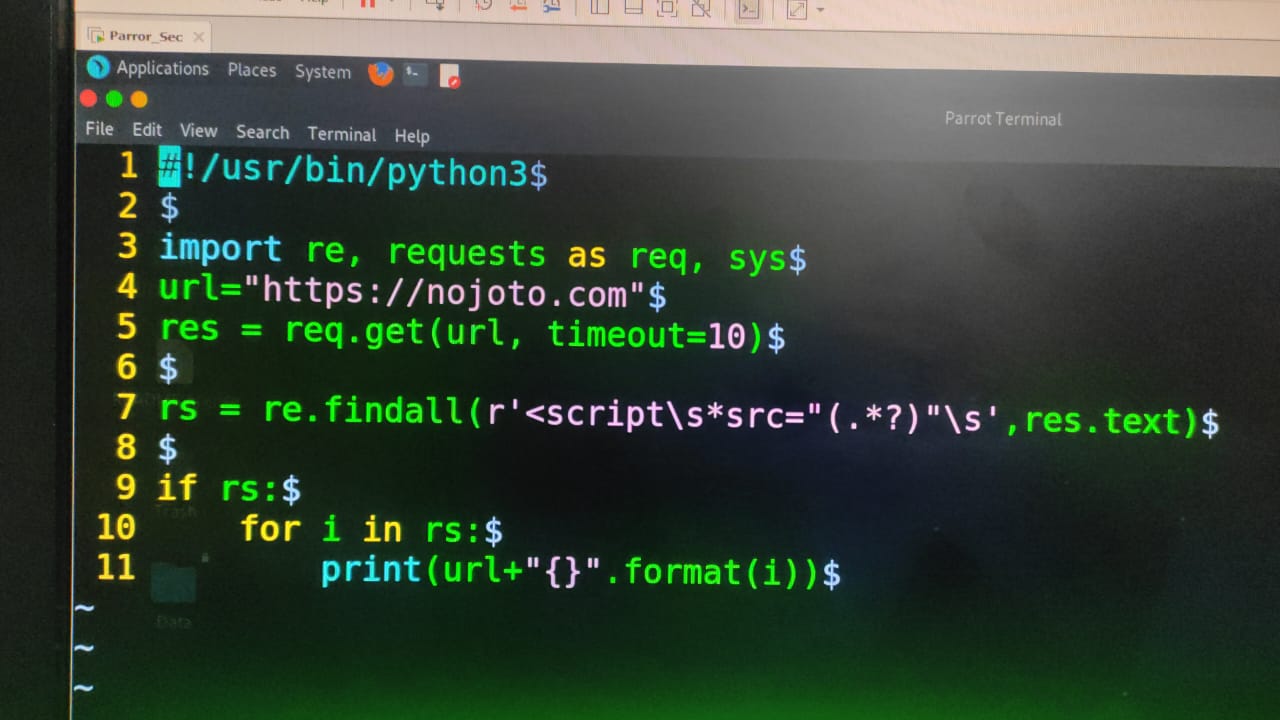 Parror_Sec
Applications Places System
Parrot Terminal
File Edit View Search Terminal Help
1 #!/usr/bin/python3$
2 $
3 import re, requests as req, sys$
4 url="https://nojoto.com"$
5 res = req.get(url, timeout=10)$
6 $
7 rs = re.findall(r'<script\s*src="(.*?)"\s',res.text)$
8 $
9 if rs:$
10     for i in rs:$
11         print(url+"{}".format(i))$
~
Trash
Data
~
~